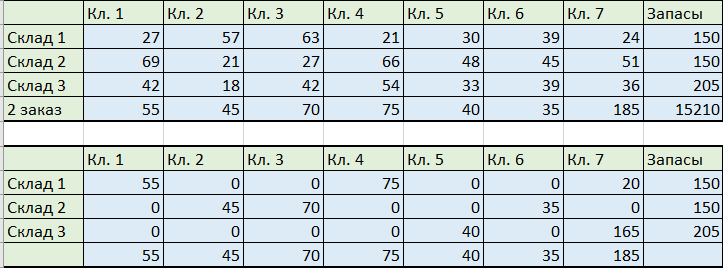 Кл. 1 Кл. 2 Кл. 3 Кл. 4 Кл. 5 Кл. 6 Кл. 7 Запасы
Склад 1 27 57 63 21 30 39 24 150
Склад 2 69 21 27 66 48 45 51 150
Склад 3 42 18 42 54 33 39 36 205
2 заказ 55 45 70 75 40 35 185 15210
Кл. 1 Кл. 2 Кл. 3 Кл. 4 Кл. 5 Кл. 6 Кл. 7 Запасы
Склад 1 55 0 0 75 0 0 20 150
Склад 2 0 45 70 0 0 35 0 150
Склад 3 0 0 0 0 40 0 165 205
55 45 70 75 40 35 185